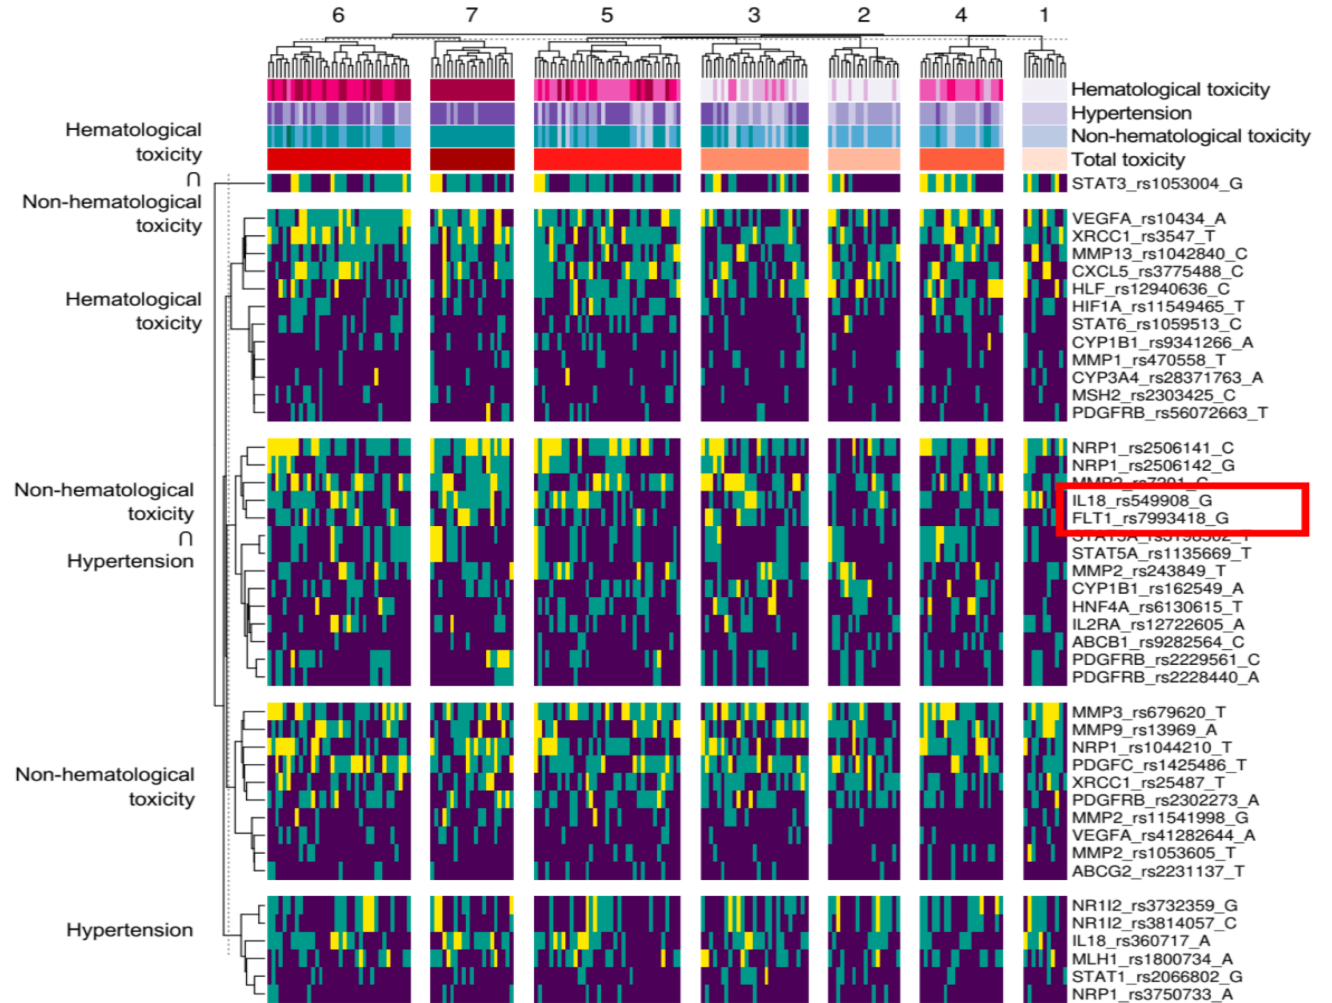 6 7 5 3 2 4 1
Hematological toxicity
Hypertension
Non-hematological toxicity
Total toxicity
Hematological
toxicity
∩
Non-hematological
toxicity
STAT3_rs1053004_G
Hematological
toxicity
VEGFA_rs10434_A
XRCC1_rs3547_T
MMP13_rs1042840_C
CXCL5_rs3775488_C
HLF_rs12940636_C
HIF1A_rs11549465_T
STAT6_rs1059513_C
CYP1B1_rs9341266_A
MMP1_rs470558_T
CYP3A4_rs28371763_A
MSH2_rs2303425_C
PDGFRB_rs56072663_T
Non-hematological
toxicity
∩
Hypertension
NRP1_rs2506141_C
NRP1_rs2506142_G
IL18_rs549908_G
FLT1_rs7993418_G
STAT5A_rs1135669_T
MMP2_rs243849_T
CYP1B1_rs162549_A
HNF4A_rs6130615_T
IL2RA_rs12722605_A
ABCB1_rs9282564_C
PDGFRB_rs2229561_C
PDGFRB_rs2228440_A
Non-hematological
toxicity
MMP3_rs679620_T
MMP9_rs13969_A
NRP1_rs1044210_T
PDGFC_rs1425486_T
XRCC1_rs25487_T
PDGFRB_rs2302273_A
MMP2_rs11541998_G
VEGFA_rs41282644_A
MMP2_rs1053605_T
ABCG2_rs2231137_T
Hypertension
NR1I2_rs3732359_G
NR1I2_rs3814057_C
IL18_rs360717_A
MLH1_rs1800734_A
STAT1_rs2066802_G
NRP1_rs3750733_A